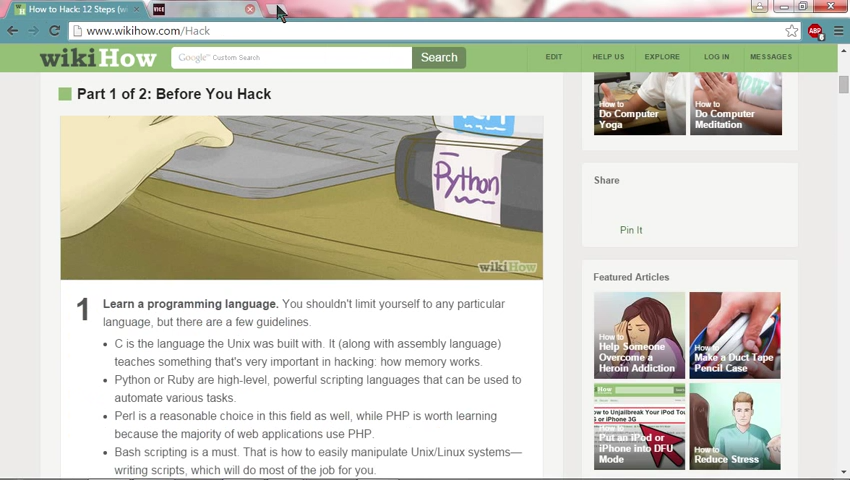 How to Hack: 12 Steps (w
VICE
www.wikihow.com/Hack
ABP
wikiHow
Google Custom Search
Search
EDIT
HELP US
EXPLORE
LOG IN
MESSAGES
Part 1 of 2: Before You Hack
Python
wikiHow
1 Learn a programming language. You shouldn't limit yourself to any particular
language, but there are a few guidelines.
• C is the language the Unix was built with. It (along with assembly language)
teaches something that's very important in hacking: how memory works.
• Python or Ruby are high-level, powerful scripting languages that can be used to
automate various tasks.
• Perl is a reasonable choice in this field as well, while PHP is worth learning
because the majority of web applications use PHP.
• Bash scripting is a must. That is how to easily manipulate Unix/Linux systems—
writing scripts, which will do most of the job for you.
How to
Do Computer
Yoga
How to
Do Computer
Meditation
Share
Pin It
Featured Articles
How to
Help Someone
Overcome a
Heroin Addiction
How to
Make a Duct Tape
Pencil Case
ow to Unjailbreak Your iPod Tou
S or iPhone 3G
How to
Put an iPod or
iPhone into DFU
Mode
How to
Reduce Stress